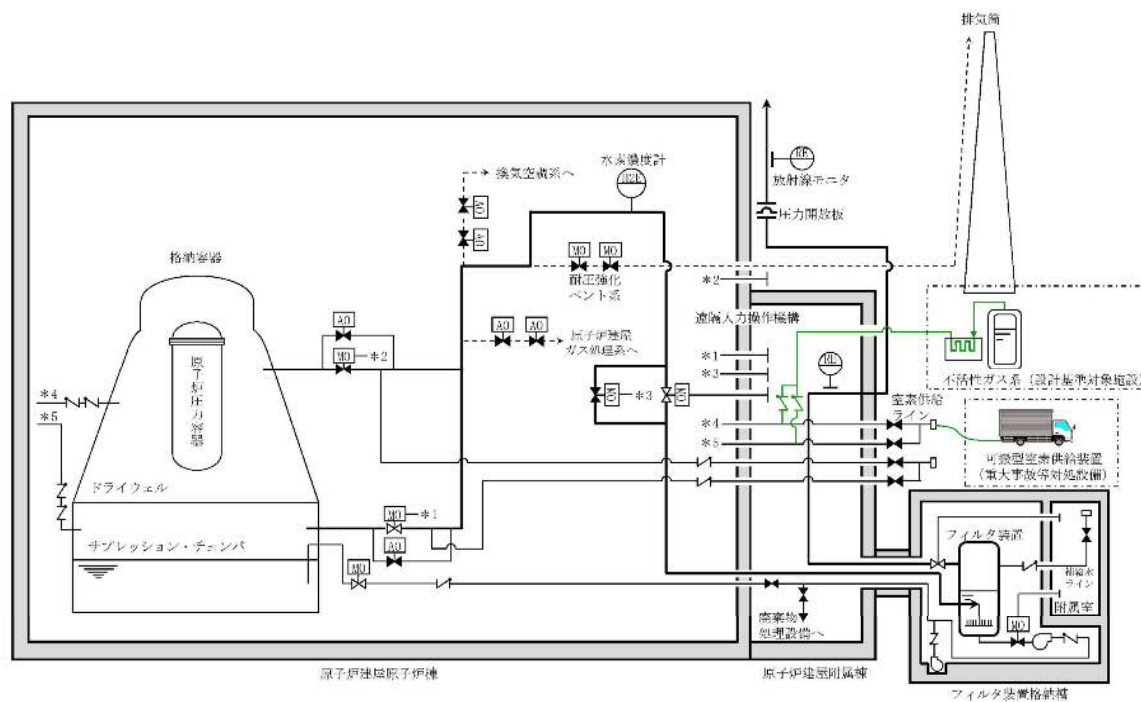 排気筒
水素濃度計
H2E
RE
放射線モニタ
換気空調系へ
AO
AO
圧力開放板
格納容器
MO
MO
耐圧強化
ベント系
*2
遠隔人力操作機構
AO
MO
*2
AO
AO
原子炉建屋
ガス処理系へ
*1
*3
RE
不活性ガス系(設計基準対象施設)
原子炉圧力容器
MO
*3
MO
窒素供給
ライン
*4
*5
*4
*5
可搬型窒素供給装置
(重大事故等対処設備)
ドライウェル
MO
*1
サプレッション・チェンバ
AO
MO
フィルタ装置
補給水
ライン
附属室
MO
廃棄物
処理設備へ
原子炉建屋原子炉棟
原子炉建屋附属棟
フィルタ装置格納槽